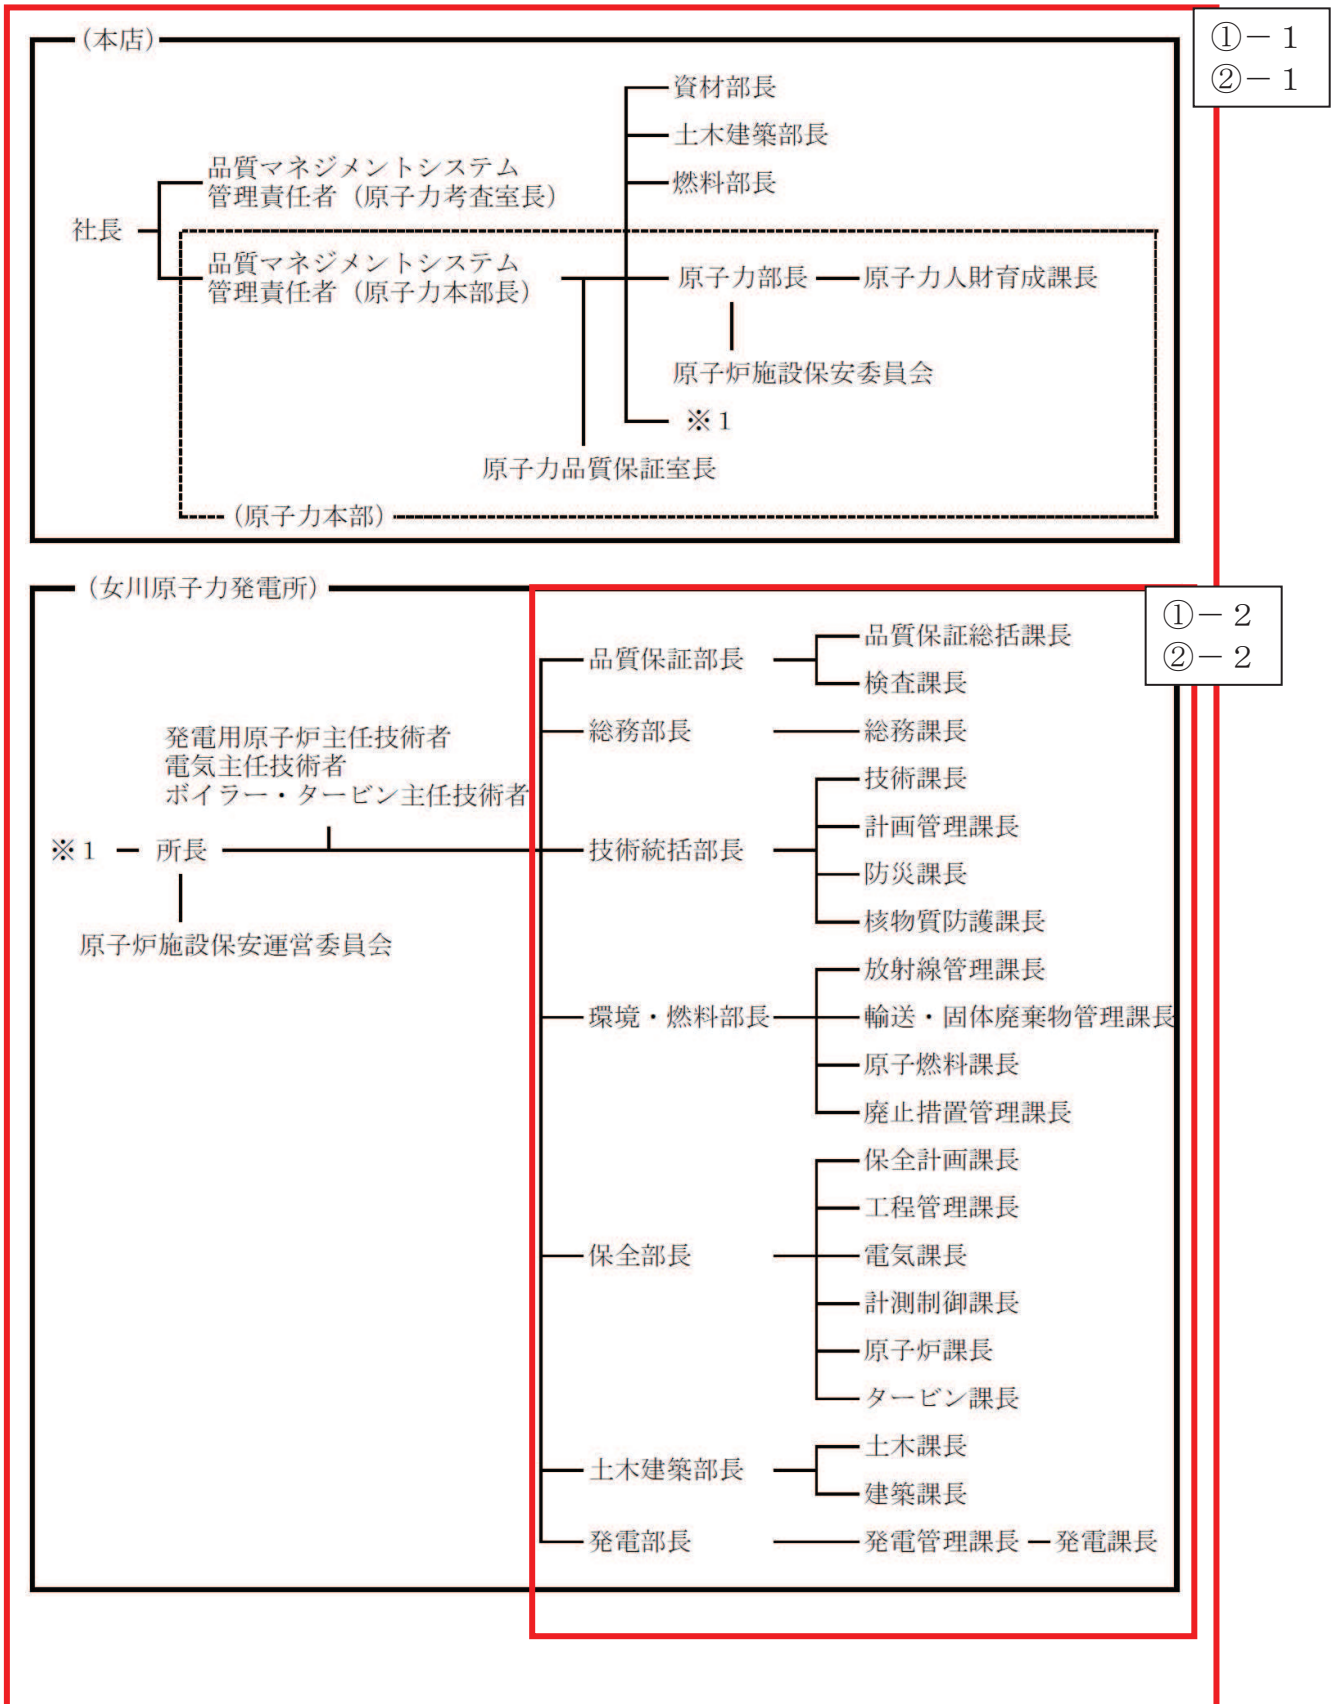 ①－１
②－１
（本店）
資材部長
土木建築部長
燃料部長
品質マネジメントシステム
管理責任者（原子力考査室長）
社長
品質マネジメントシステム
管理責任者（原子力本部長）
原子力部長
原子力人財育成課長
原子炉施設保安委員会
※１
原子力品質保証室長
（原子力本部）
（女川原子力発電所）
①－２
②－２
品質保証部長
品質保証総括課長
検査課長
総務部長
総務課長
発電用原子炉主任技術者
電気主任技術者
ボイラー・タービン主任技術者
※１
所長
原子炉施設保安運営委員会
技術統括部長
技術課長
計画管理課長
防災課長
核物質防護課長
環境・燃料部長
放射線管理課長
輸送・固体廃棄物管理課長
原子燃料課長
廃止措置管理課長
保全部長
保全計画課長
工程管理課長
電気課長
計測制御課長
原子炉課長
タービン課長
土木建築部長
土木課長
建築課長
発電部長
発電管理課長
発電課長